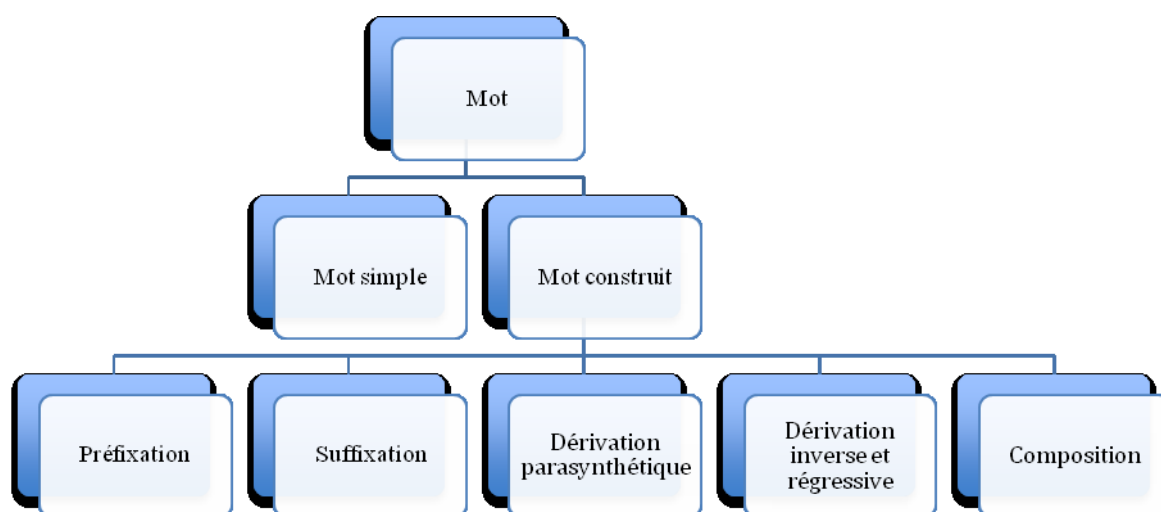 Mot
Mot simple
Mot construit
Préfixation
Suffixation
Dérivation
parasynthétique
Dérivation
inverse et
régressive
Composition